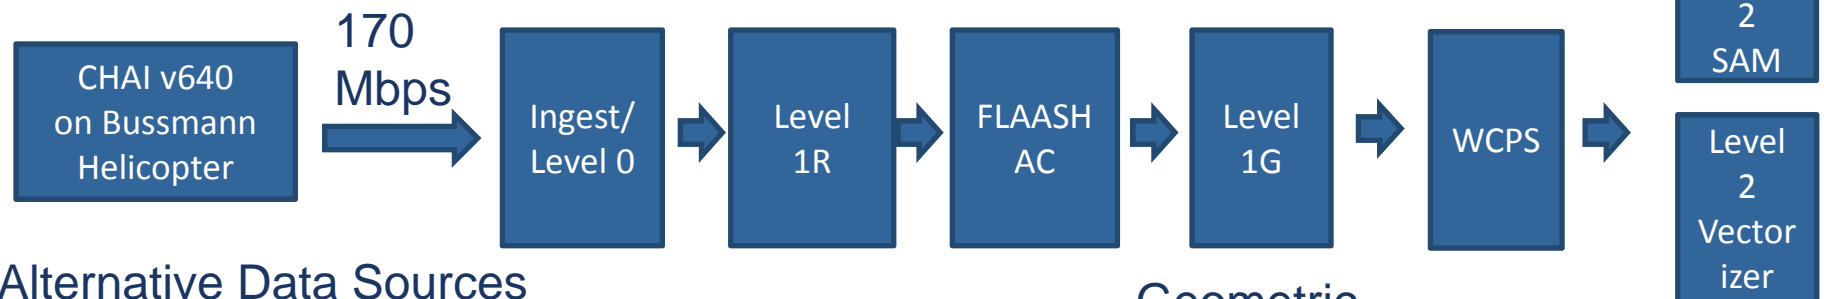 170
Mbps
CHAI v640
on Bussmann
Helicopter
Ingest/
Level 0
Level
1R
FLAASH
AC
Level
1G
WCPS
2
SAM
Level
2
Vector
izer
Alternative Data Sources
Geometric